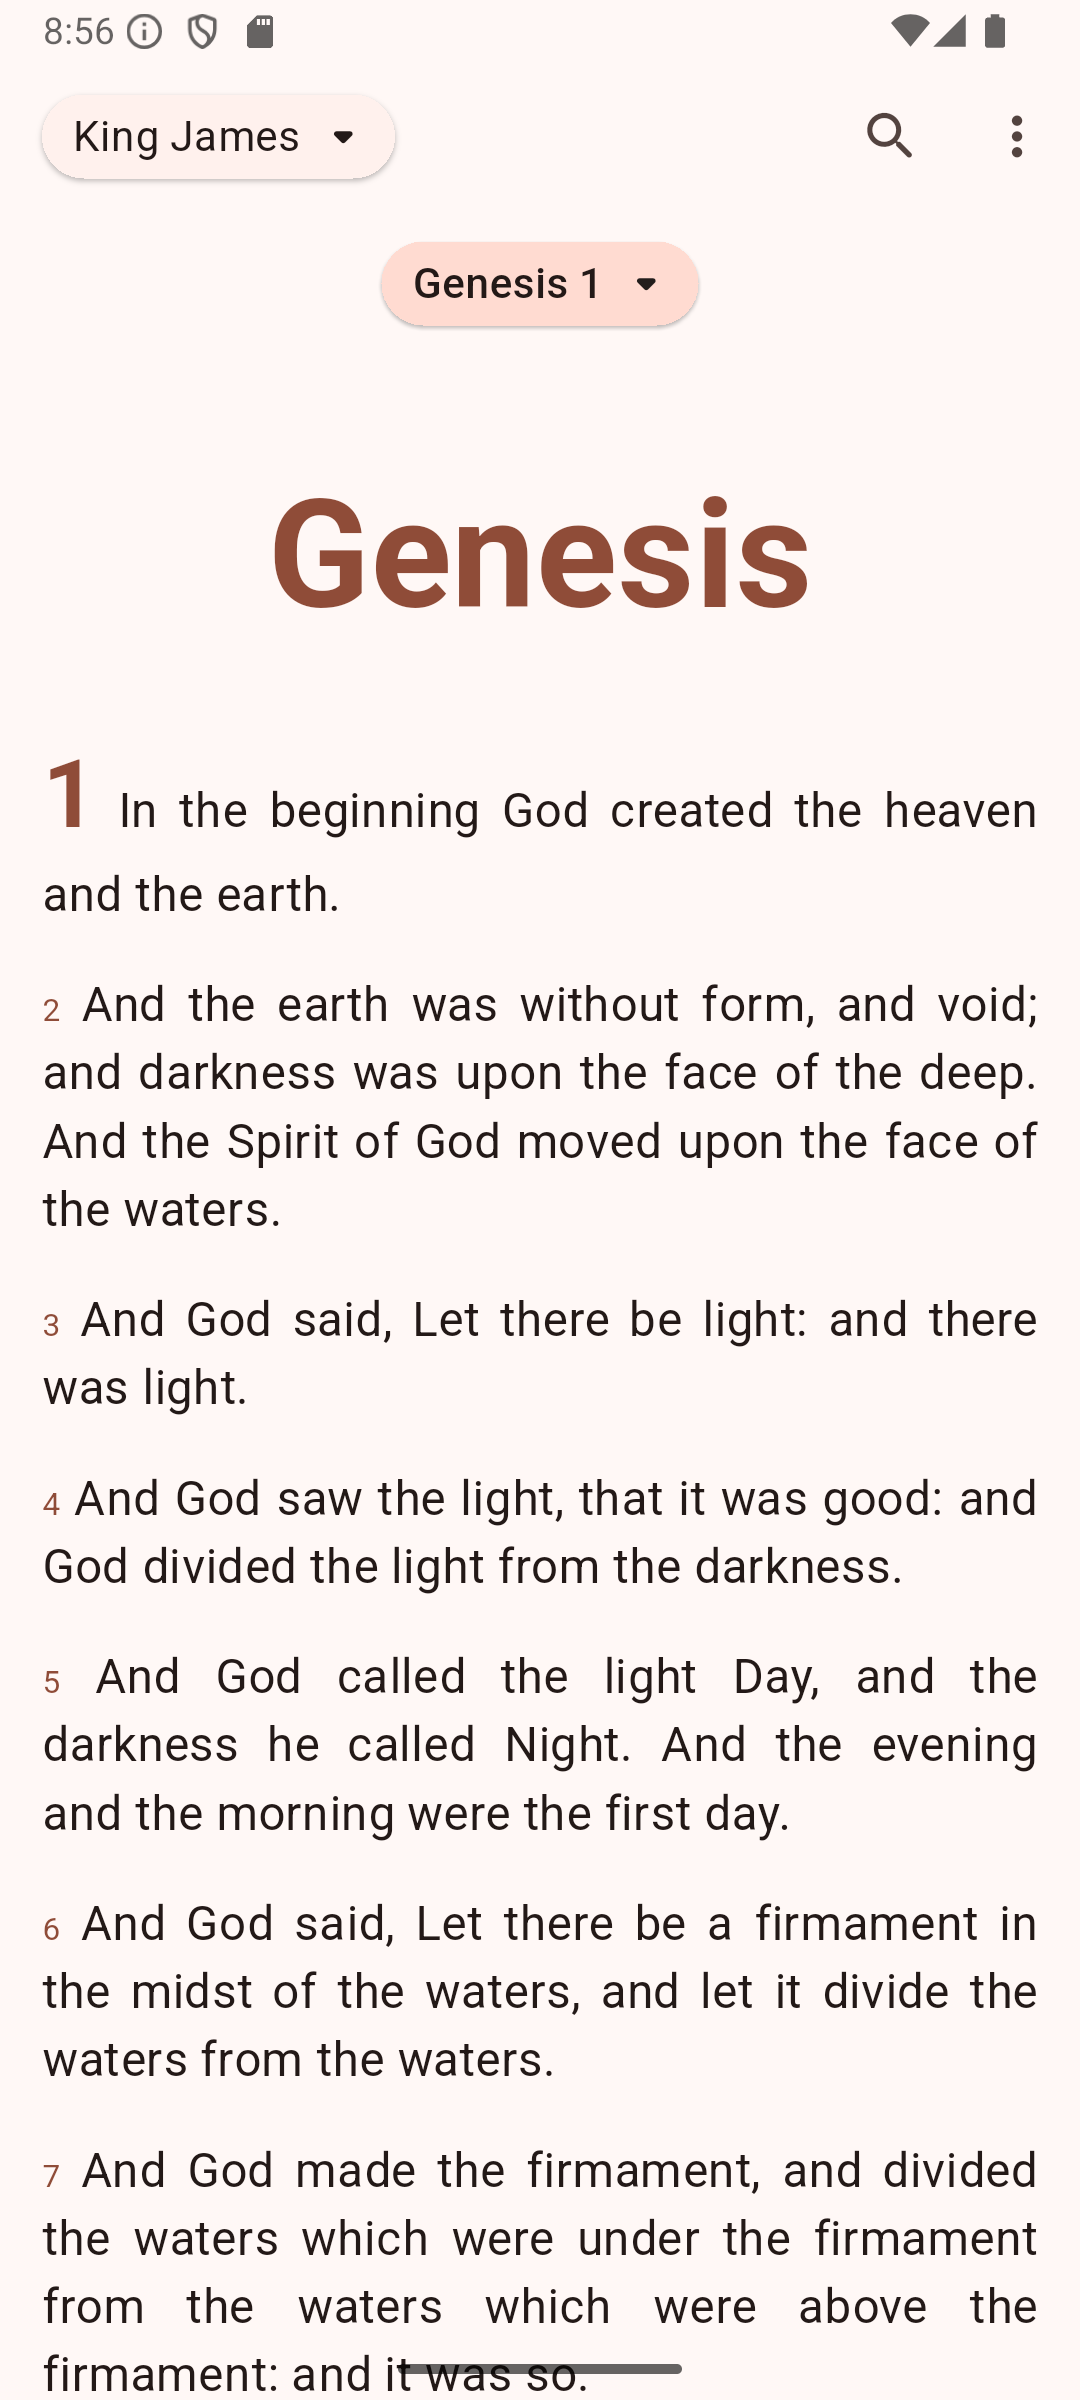 8:56
King James
Genesis 1
Genesis
1 In the beginning God created the heaven
and the earth.
2 And the earth was without form, and void;
and darkness was upon the face of the deep.
And the Spirit of God moved upon the face of
the waters.
3 And God said, Let there be light: and there
was light.
4 And God saw the light, that it was good: and
God divided the light from the darkness.
5 And God called the light Day, and the
darkness he called Night. And the evening
and the morning were the first day.
6 And God said, Let there be a firmament in
the midst of the waters, and let it divide the
waters from the waters.
7 And God made the firmament, and divided
the waters which were under the firmament
from the waters which were above the
firmament: and it was so.